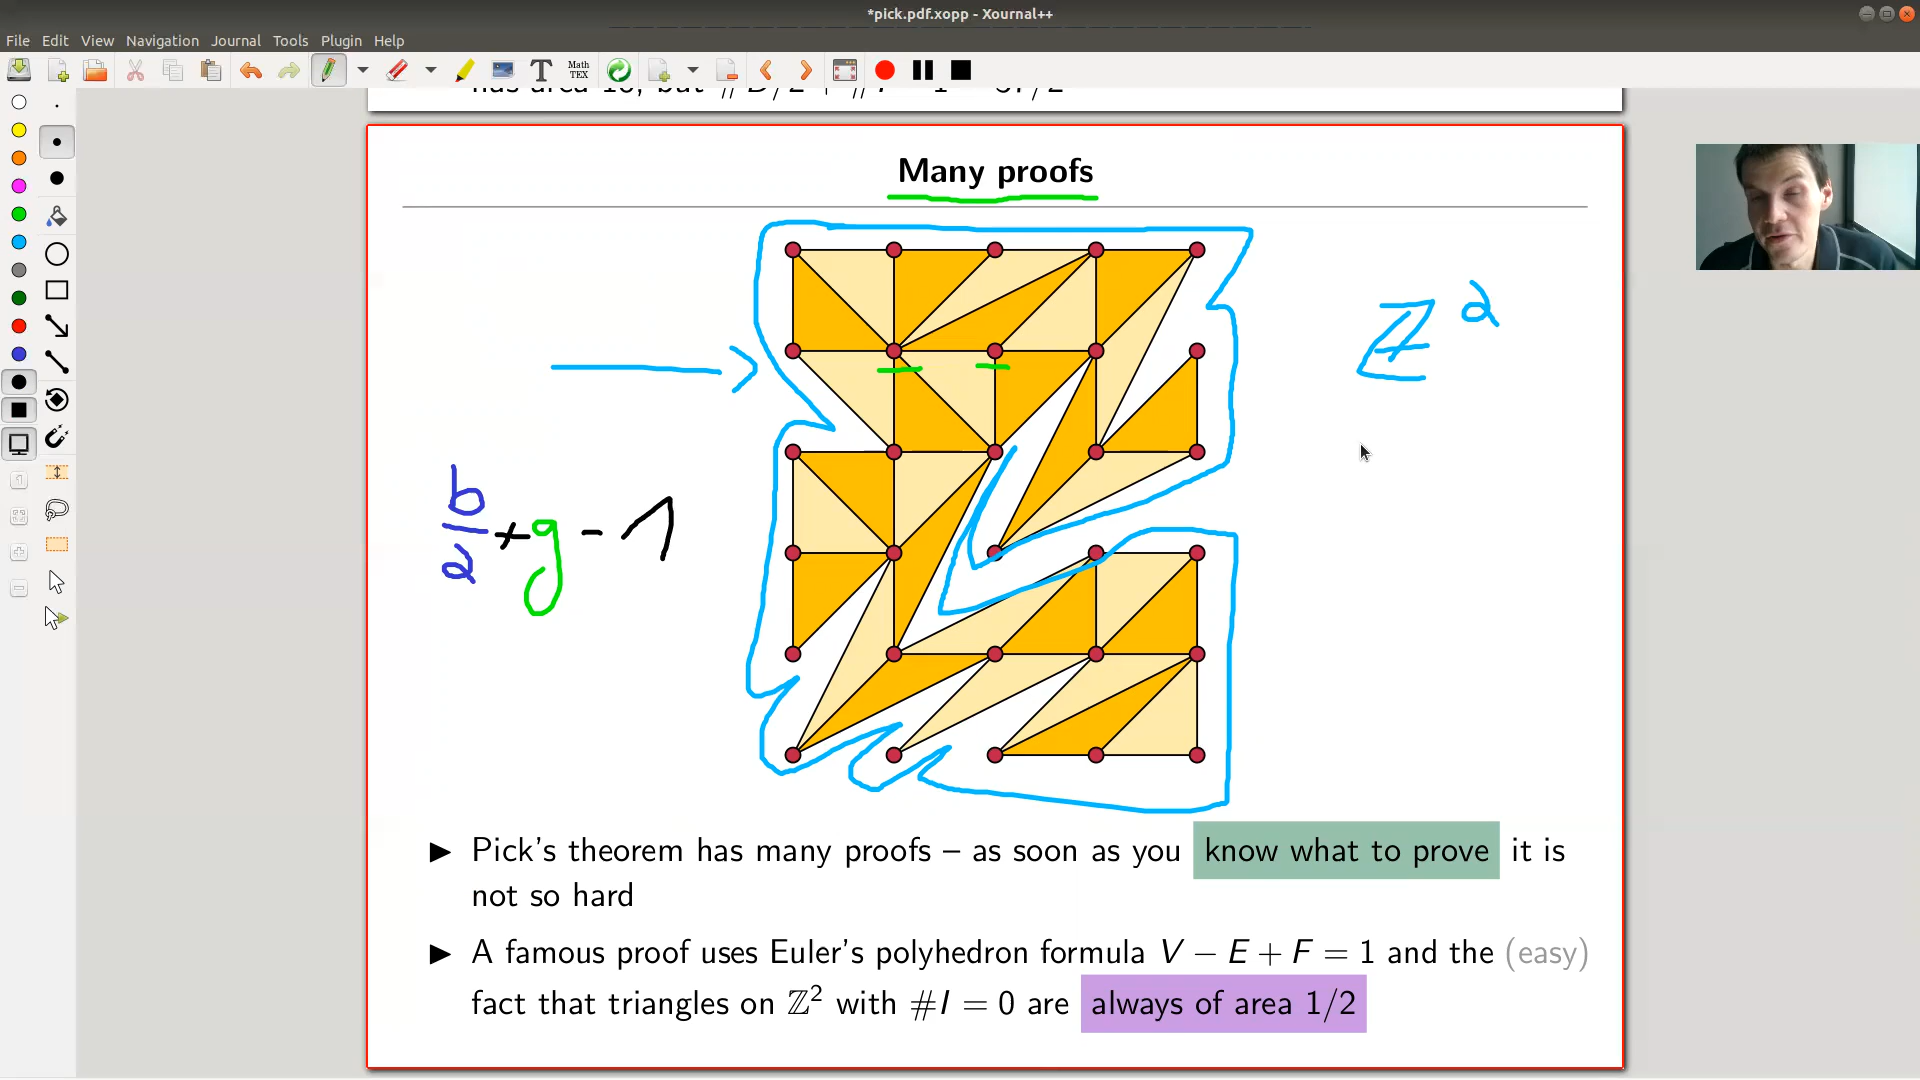 *pick.pdf.xopp - Xournal++
File Edit View Navigation Journal Tools Plugin Help
Math
TEX
Many proofs
ℤ²
b/2 + g - 1
▶ Pick's theorem has many proofs – as soon as you know what to prove it is
not so hard
▶ A famous proof uses Euler's polyhedron formula V − E + F = 1 and the (easy)
fact that triangles on ℤ² with #I = 0 are always of area 1/2